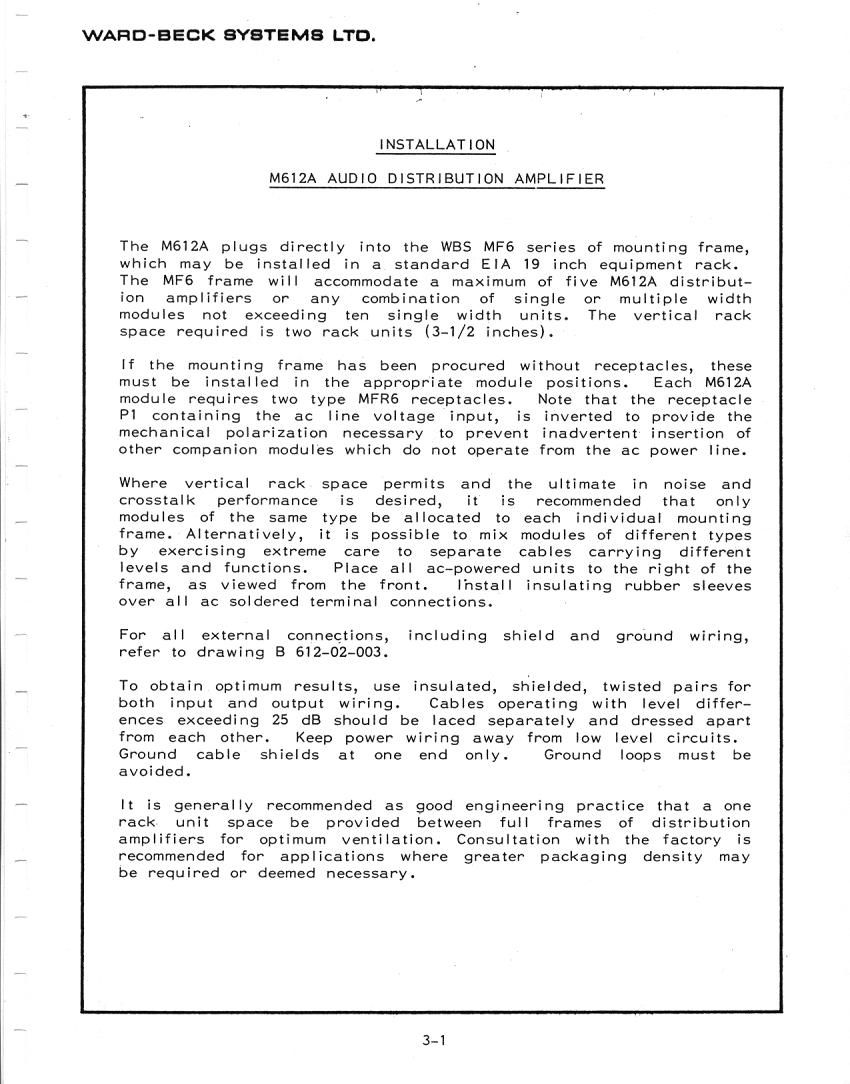 WARD-BECK SYSTEMS LTD.
INSTALLATION
M612A AUDIO DISTRIBUTION AMPLIFIER
The M612A plugs directly into the WBS MF6 series of mounting frame,
which may be installed in a standard EIA 19 inch equipment rack.
The MF6 frame will accommodate a maximum of five M612A distribut-
ion amplifiers or any combination of single or multiple width
modules not exceeding ten single width units. The vertical rack
space required is two rack units (3-1/2 inches).
If the mounting frame has been procured without receptacles, these
must be installed in the appropriate module positions. Each M612A
module requires two type MFR6 receptacles. Note that the receptacle
P1 containing the ac line voltage input, is inverted to provide the
mechanical polarization necessary to prevent inadvertent insertion of
other companion modules which do not operate from the ac power line.
Where vertical rack space permits and the ultimate in noise and
crosstalk performance is desired, it is recommended that only
modules of the same type be allocated to each individual mounting
frame. Alternatively, it is possible to mix modules of different types
by exercising extreme care to separate cables carrying different
levels and functions. Place all ac-powered units to the right of the
frame, as viewed from the front. Install insulating rubber sleeves
over all ac soldered terminal connections.
For all external connections, including shield and ground wiring,
refer to drawing B 612-02-003.
To obtain optimum results, use insulated, shielded, twisted pairs for
both input and output wiring. Cables operating with level differ-
ences exceeding 25 dB should be laced separately and dressed apart
from each other. Keep power wiring away from low level circuits.
Ground cable shields at one end only. Ground loops must be
avoided.
It is generally recommended as good engineering practice that a one
rack unit space be provided between full frames of distribution
amplifiers for optimum ventilation. Consultation with the factory is
recommended for applications where greater packaging density may
be required or deemed necessary.
3-1